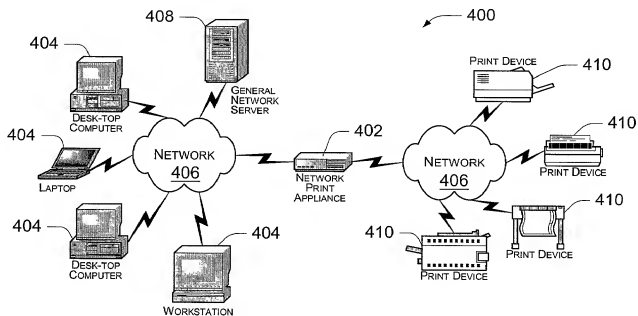 400
404
408
DESK-TOP
COMPUTER
GENERAL
NETWORK
SERVER
PRINT DEVICE
410
404
LAPTOP
NETWORK
406
402
NETWORK
PRINT
APPLIANCE
NETWORK
406
410
PRINT DEVICE
404
DESK-TOP
COMPUTER
404
WORKSTATION
410
PRINT DEVICE
410
PRINT DEVICE